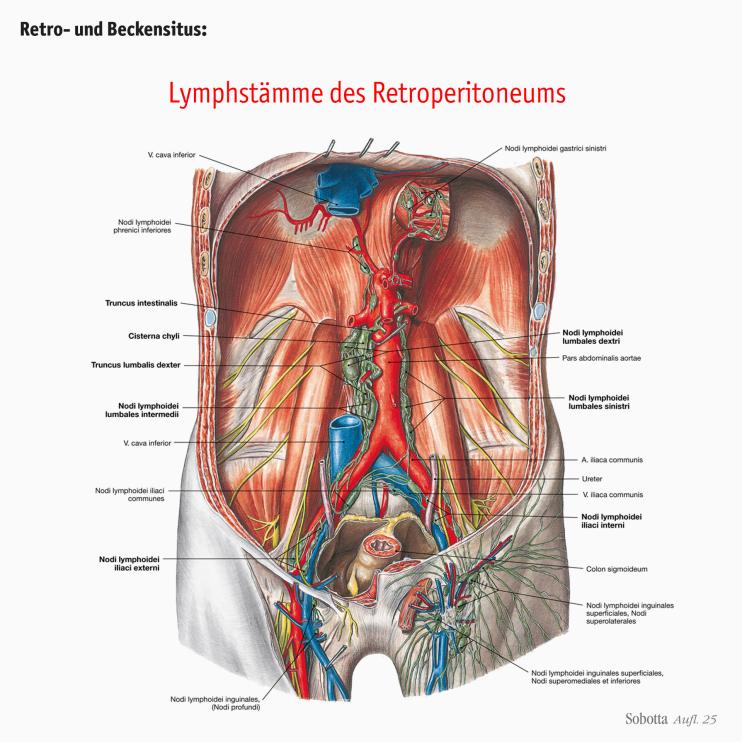 Retro- und Beckensitus:
Lymphstämme des Retroperitoneums
V. cava inferior
Nodi lymphoidei gastrici sinistri
Nodi lymphoidei
phrenici inferiores
Truncus intestinalis
Cisterna chyli
Truncus lumbalis dexter
Nodi lymphoidei
lumbales intermedii
V. cava inferior
Nodi lymphoidei iliaci
communes
Nodi lymphoidei
iliaci externi
Nodi lymphoidei inguinales,
(Nodi profundi)
Nodi lymphoidei
lumbales dextri
Pars abdominalis aortae
Nodi lymphoidei
lumbales sinistri
A. iliaca communis
Ureter
V. iliaca communis
Nodi lymphoidei
iliaci interni
Colon sigmoideum
Nodi lymphoidei inguinales
superficiales, Nodi
superolaterales
Nodi lymphoidei inguinales superficiales,
Nodi superomediales et inferiores
Sobotta Aufl. 25